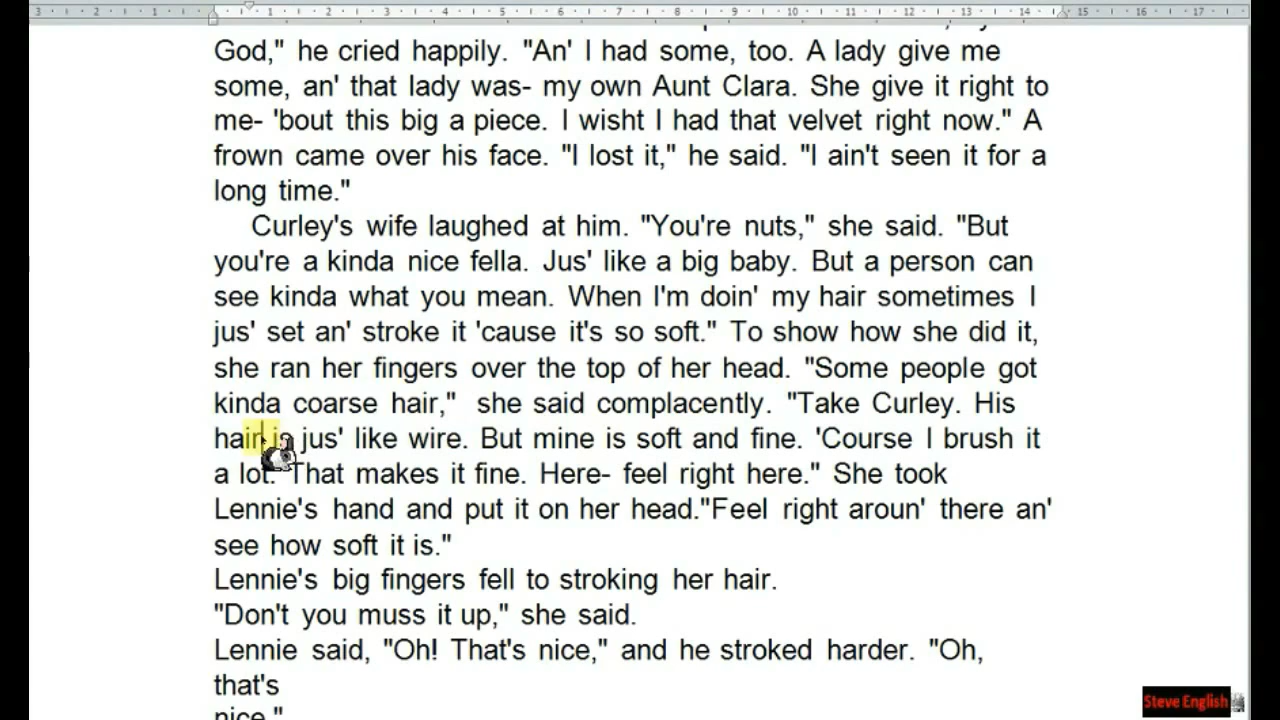 God," he cried happily. "An' I had some, too. A lady give me
some, an' that lady was- my own Aunt Clara. She give it right to
me- 'bout this big a piece. I wisht I had that velvet right now." A
frown came over his face. "I lost it," he said. "I ain't seen it for a
long time."
Curley's wife laughed at him. "You're nuts," she said. "But
you're a kinda nice fella. Jus' like a big baby. But a person can
see kinda what you mean. When I'm doin' my hair sometimes I
jus' set an' stroke it 'cause it's so soft." To show how she did it,
she ran her fingers over the top of her head. "Some people got
kinda coarse hair," she said complacently. "Take Curley. His
hair is jus' like wire. But mine is soft and fine. 'Course I brush it
a lot. That makes it fine. Here- feel right here." She took
Lennie's hand and put it on her head."Feel right aroun' there an'
see how soft it is."
Lennie's big fingers fell to stroking her hair.
"Don't you muss it up," she said.
Lennie said, "Oh! That's nice," and he stroked harder. "Oh,
that's
nice."
Steve English